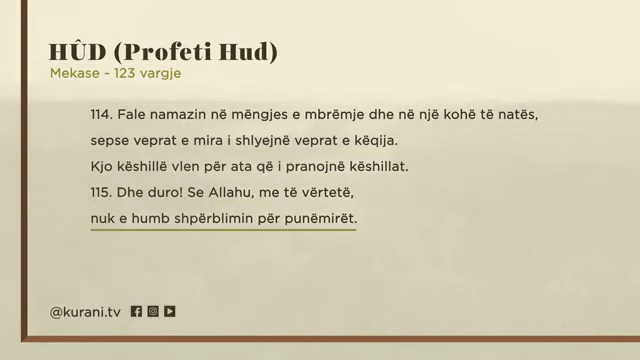 HÛD (Profeti Hud)
Mekase - 123 vargje
114. Fale namazin në mëngjes e mbrëmje dhe në një kohë të natës,
sepse veprat e mira i shlyejnë veprat e këqija.
Kjo këshillë vlen për ata që i pranojnë këshillat.
115. Dhe duro! Se Allahu, me të vërtetë,
nuk e humb shpërblimin për punëmirët.
@kurani.tv